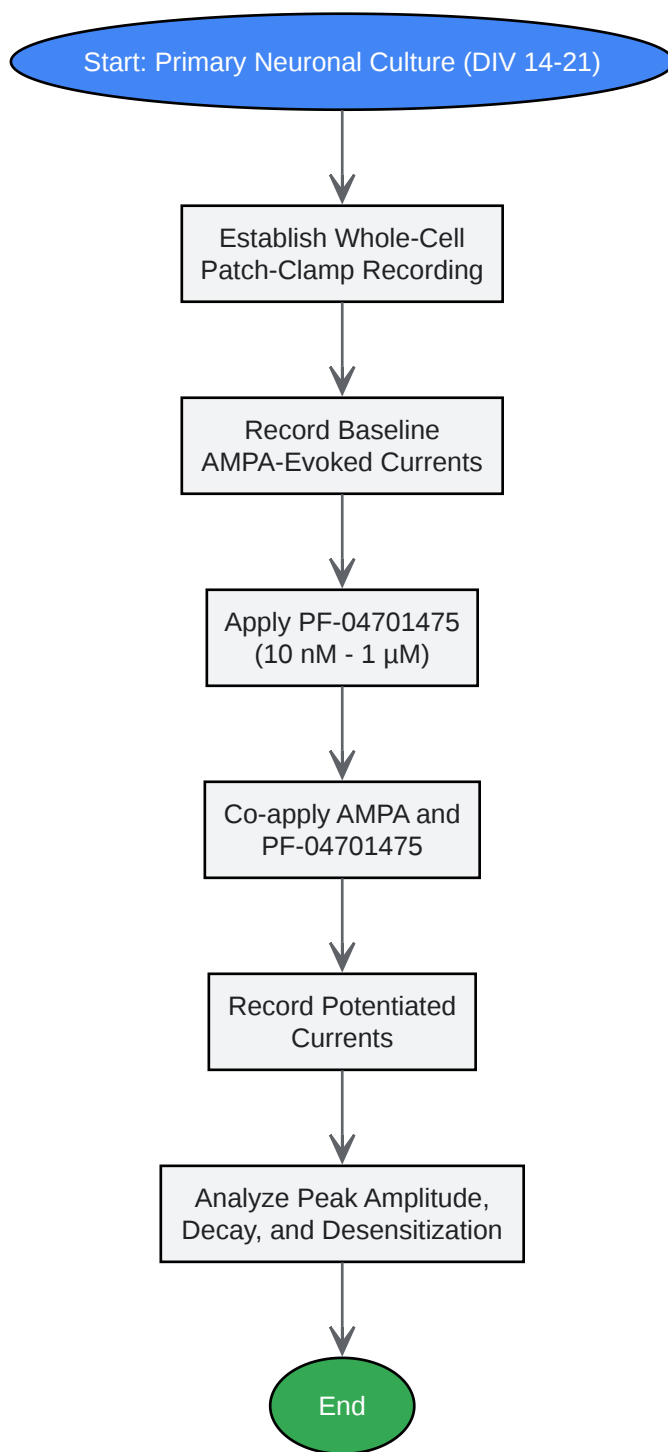 Start: Primary Neuronal Culture (DIV 14-21)
Establish Whole-Cell
Patch-Clamp Recording
Record Baseline
AMPA-Evoked Currents
Apply PF-04701475
(10 nM - 1 µM)
Co-apply AMPA and
PF-04701475
Record Potentiated
Currents
Analyze Peak Amplitude,
Decay, and Desensitization
End